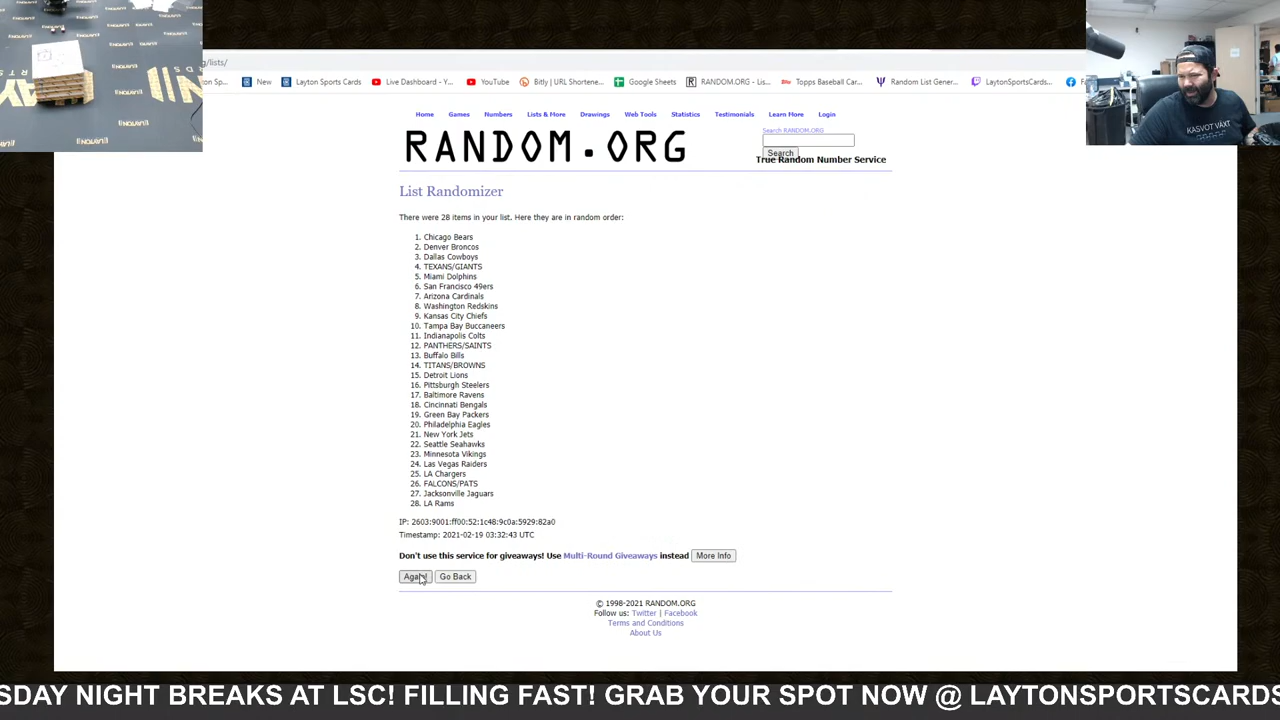 g/lists/
on Sp...
New
Layton Sports Cards
Live Dashboard - Y...
YouTube
Bitly | URL Shortene...
Google Sheets
RANDOM.ORG - Lis...
Topps Baseball Car...
Random List Gener...
LaytonSportsCards...
Home Games Numbers Lists & More Drawings Web Tools Statistics Testimonials Learn More Login
Search RANDOM.ORG
RANDOM.ORG
Search
True Random Number Service
List Randomizer
There were 28 items in your list. Here they are in random order:
1. Chicago Bears
2. Denver Broncos
3. Dallas Cowboys
4. TEXANS/GIANTS
5. Miami Dolphins
6. San Francisco 49ers
7. Arizona Cardinals
8. Washington Redskins
9. Kansas City Chiefs
10. Tampa Bay Buccaneers
11. Indianapolis Colts
12. PANTHERS/SAINTS
13. Buffalo Bills
14. TITANS/BROWNS
15. Detroit Lions
16. Pittsburgh Steelers
17. Baltimore Ravens
18. Cincinnati Bengals
19. Green Bay Packers
20. Philadelphia Eagles
21. New York Jets
22. Seattle Seahawks
23. Minnesota Vikings
24. Las Vegas Raiders
25. LA Chargers
26. FALCONS/PATS
27. Jacksonville Jaguars
28. LA Rams
IP: 2603:9001:ff00:52:1c48:9c0a:5929:82a0
Timestamp: 2021-02-19 03:32:43 UTC
Don't use this service for giveaways! Use Multi-Round Giveaways instead More Info
Again! Go Back
© 1998-2021 RANDOM.ORG
Follow us: Twitter | Facebook
Terms and Conditions
About Us
SDAY NIGHT BREAKS AT LSC! FILLING FAST! GRAB YOUR SPOT NOW @ LAYTONSPORTSCARDS
KASVOT VÄXT